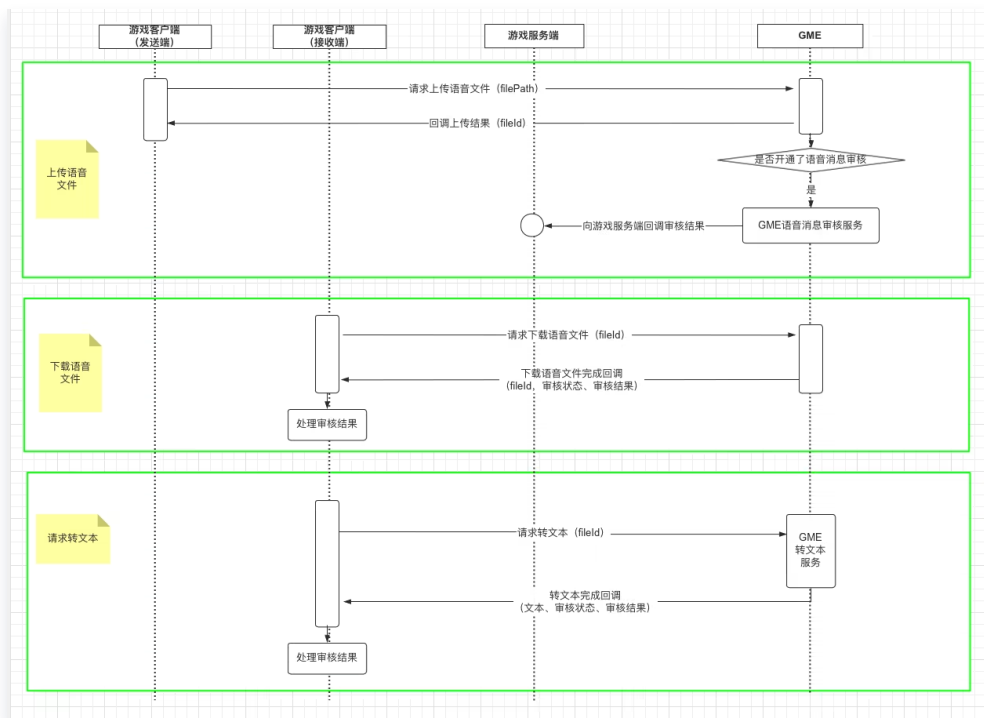 游戏客户端
（发送端）
游戏客户端
（接收端）
游戏服务端
GME
请求上传语音文件（filePath）
回调上传结果（fileId）
上传语音
文件
是否开通了语音消息审核
是
GME语音消息审核服务
向游戏服务端回调审核结果
请求下载语音文件（fileId）
下载语音
文件
下载语音文件完成回调
（fileId，审核状态、审核结果）
处理审核结果
请求转文本
请求转文本（fileId）
GME
转文本
服务
转文本完成回调
（文本、审核状态、审核结果）
处理审核结果